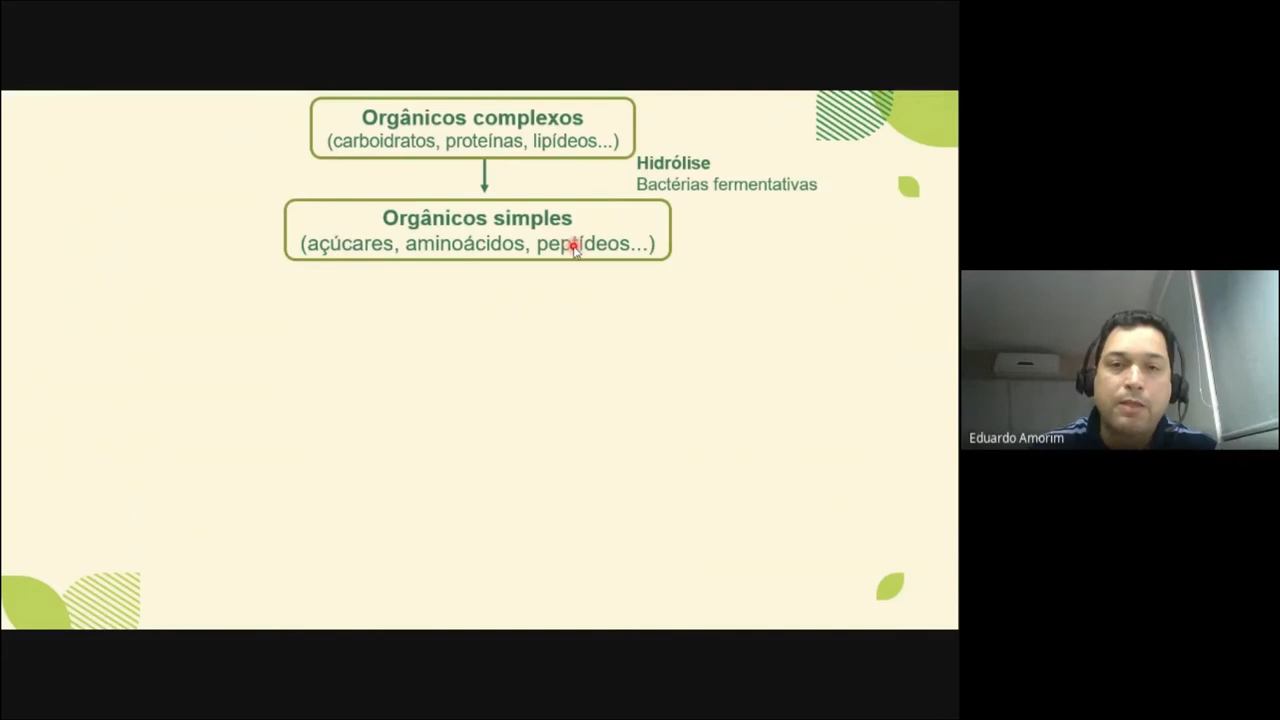 Orgânicos complexos
(carboidratos, proteínas, lipídeos...)
Hidrólise
Bactérias fermentativas
Orgânicos simples
(açúcares, aminoácidos, peptídeos...)
Eduardo Amorim